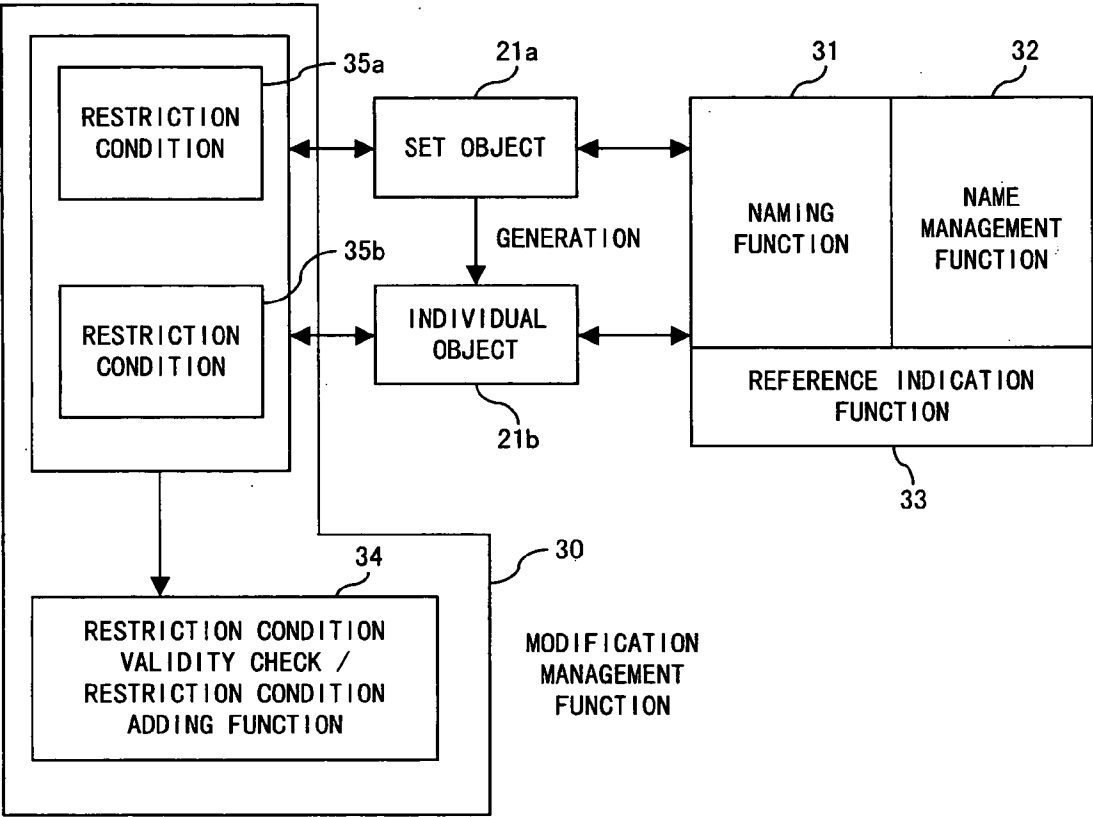 35a
RESTRICTION
CONDITION
21a
SET OBJECT
31
32
NAMING
FUNCTION
NAME
MANAGEMENT
FUNCTION
GENERATION
35b
RESTRICTION
CONDITION
INDIVIDUAL
OBJECT
21b
REFERENCE INDICATION
FUNCTION
33
30
34
RESTRICTION CONDITION
VALIDITY CHECK /
RESTRICTION CONDITION
ADDING FUNCTION
MODIFICATION
MANAGEMENT
FUNCTION